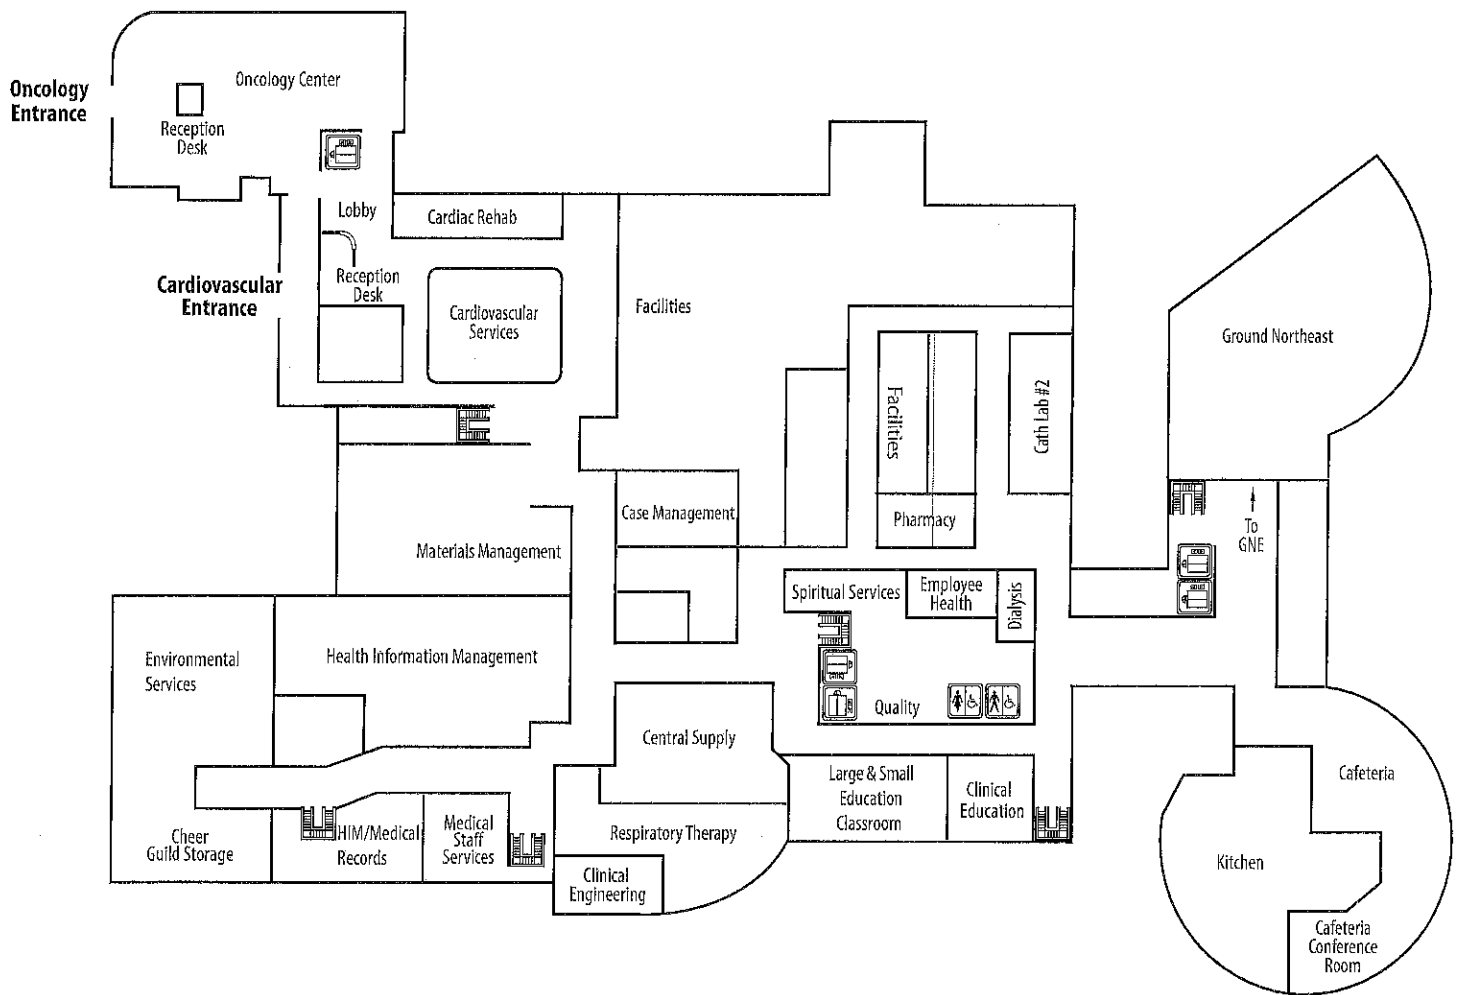 Oncology
Entrance
Oncology Center
Reception
Desk
Lobby
Cardiac Rehab
Cardiovascular
Entrance
Reception
Desk
Cardiovascular
Services
Facilities
Ground Northeast
Facilities
Cath Lab #2
Case Management
Pharmacy
To
GNE
Materials Management
Spiritual Services
Employee
Health
Dialysis
Environmental
Services
Health Information Management
Quality
Central Supply
Large & Small
Education
Classroom
Clinical
Education
Cafeteria
Cheer
Guild Storage
HIM/Medical
Records
Medical
Staff
Services
Respiratory Therapy
Clinical
Engineering
Kitchen
Cafeteria
Conference
Room